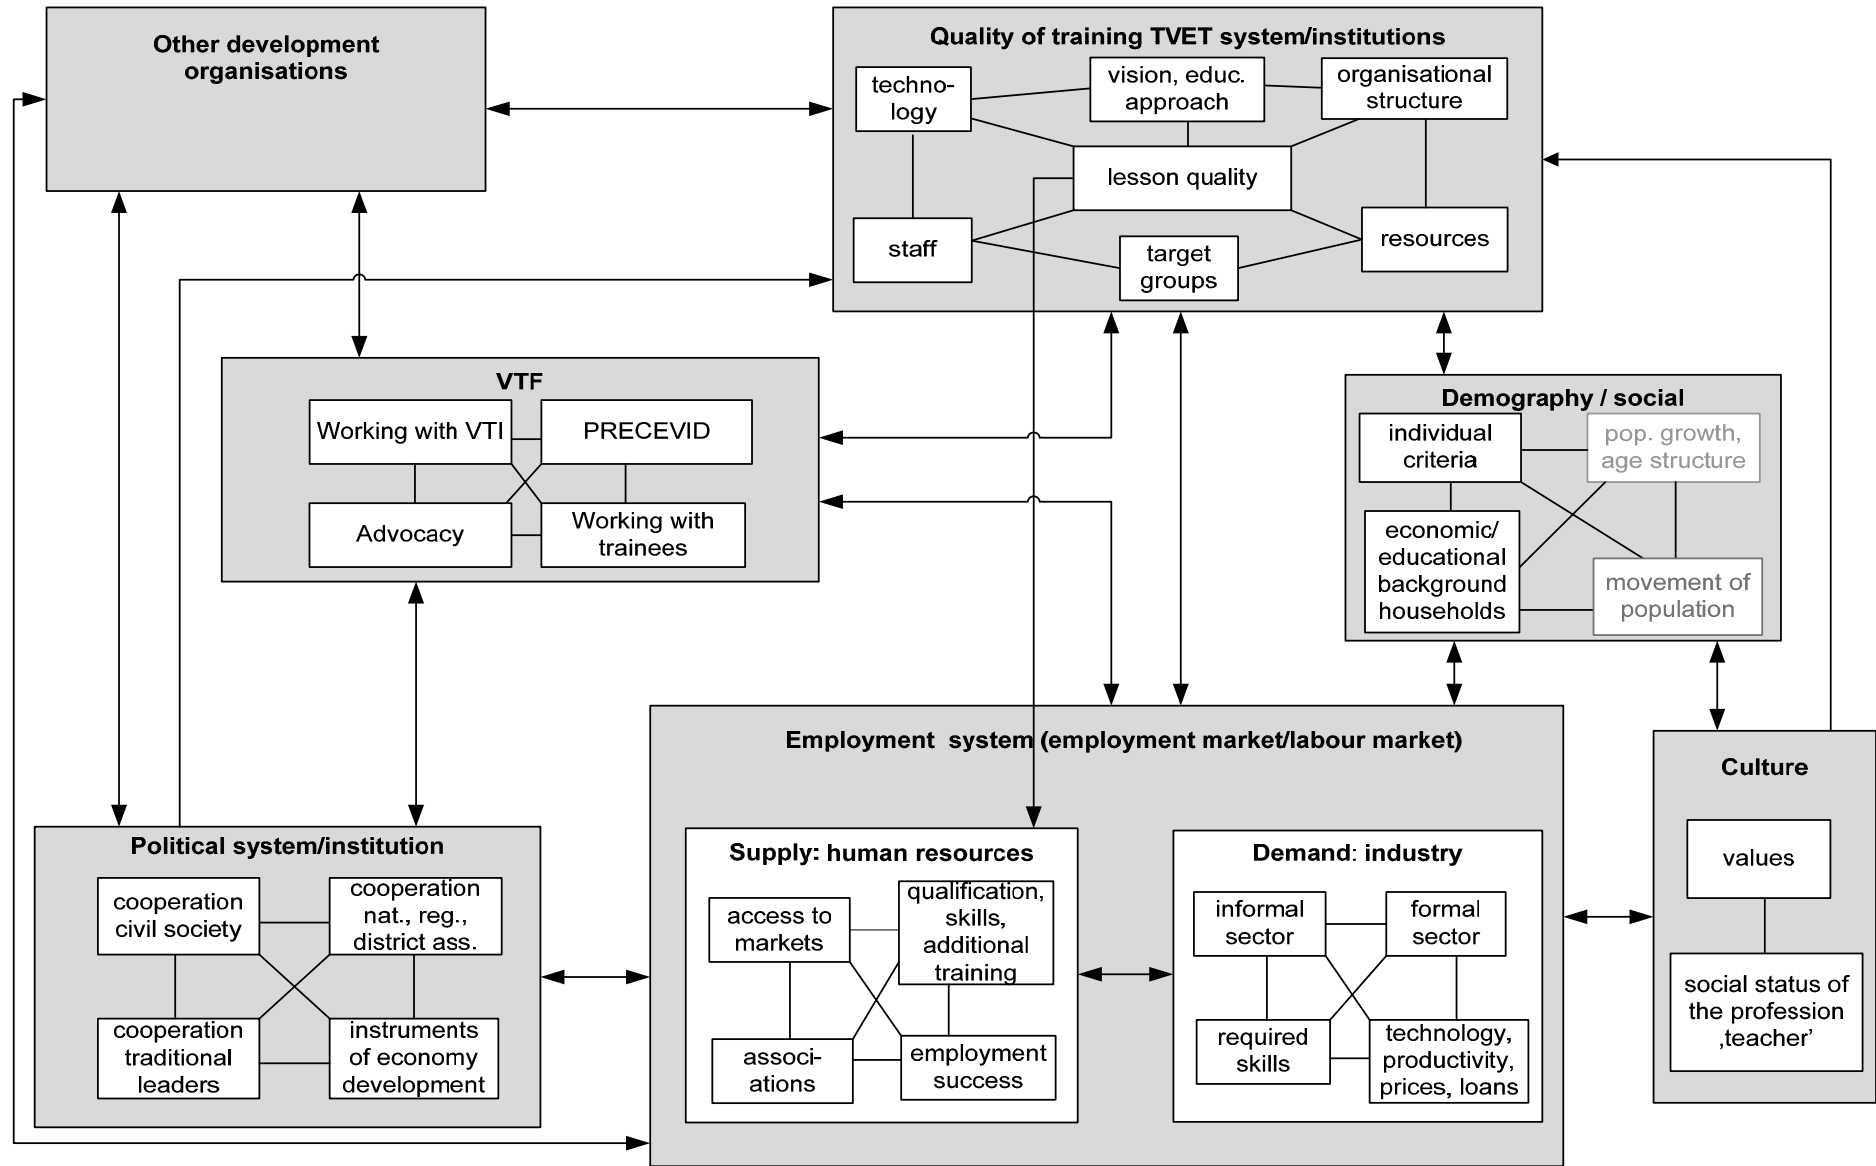 Other development
organisations
Quality of training TVET system/institutions
techno-
logy
vision, educ.
approach
organisational
structure
lesson quality
staff
target
groups
resources
VTF
Working with VTI
PRECEVID
Advocacy
Working with
trainees
Demography / social
individual
criteria
pop. growth,
age structure
economic/
educational
background
households
movement of
population
Employment system (employment market/labour market)
Culture
values
social status of
the profession
‚teacher’
Political system/institution
cooperation
civil society
cooperation
nat., reg.,
district ass.
cooperation
traditional
leaders
instruments
of economy
development
Supply: human resources
access to
markets
qualification,
skills,
additional
training
associ-
ations
employment
success
Demand: industry
informal
sector
formal
sector
required
skills
technology,
productivity,
prices, loans